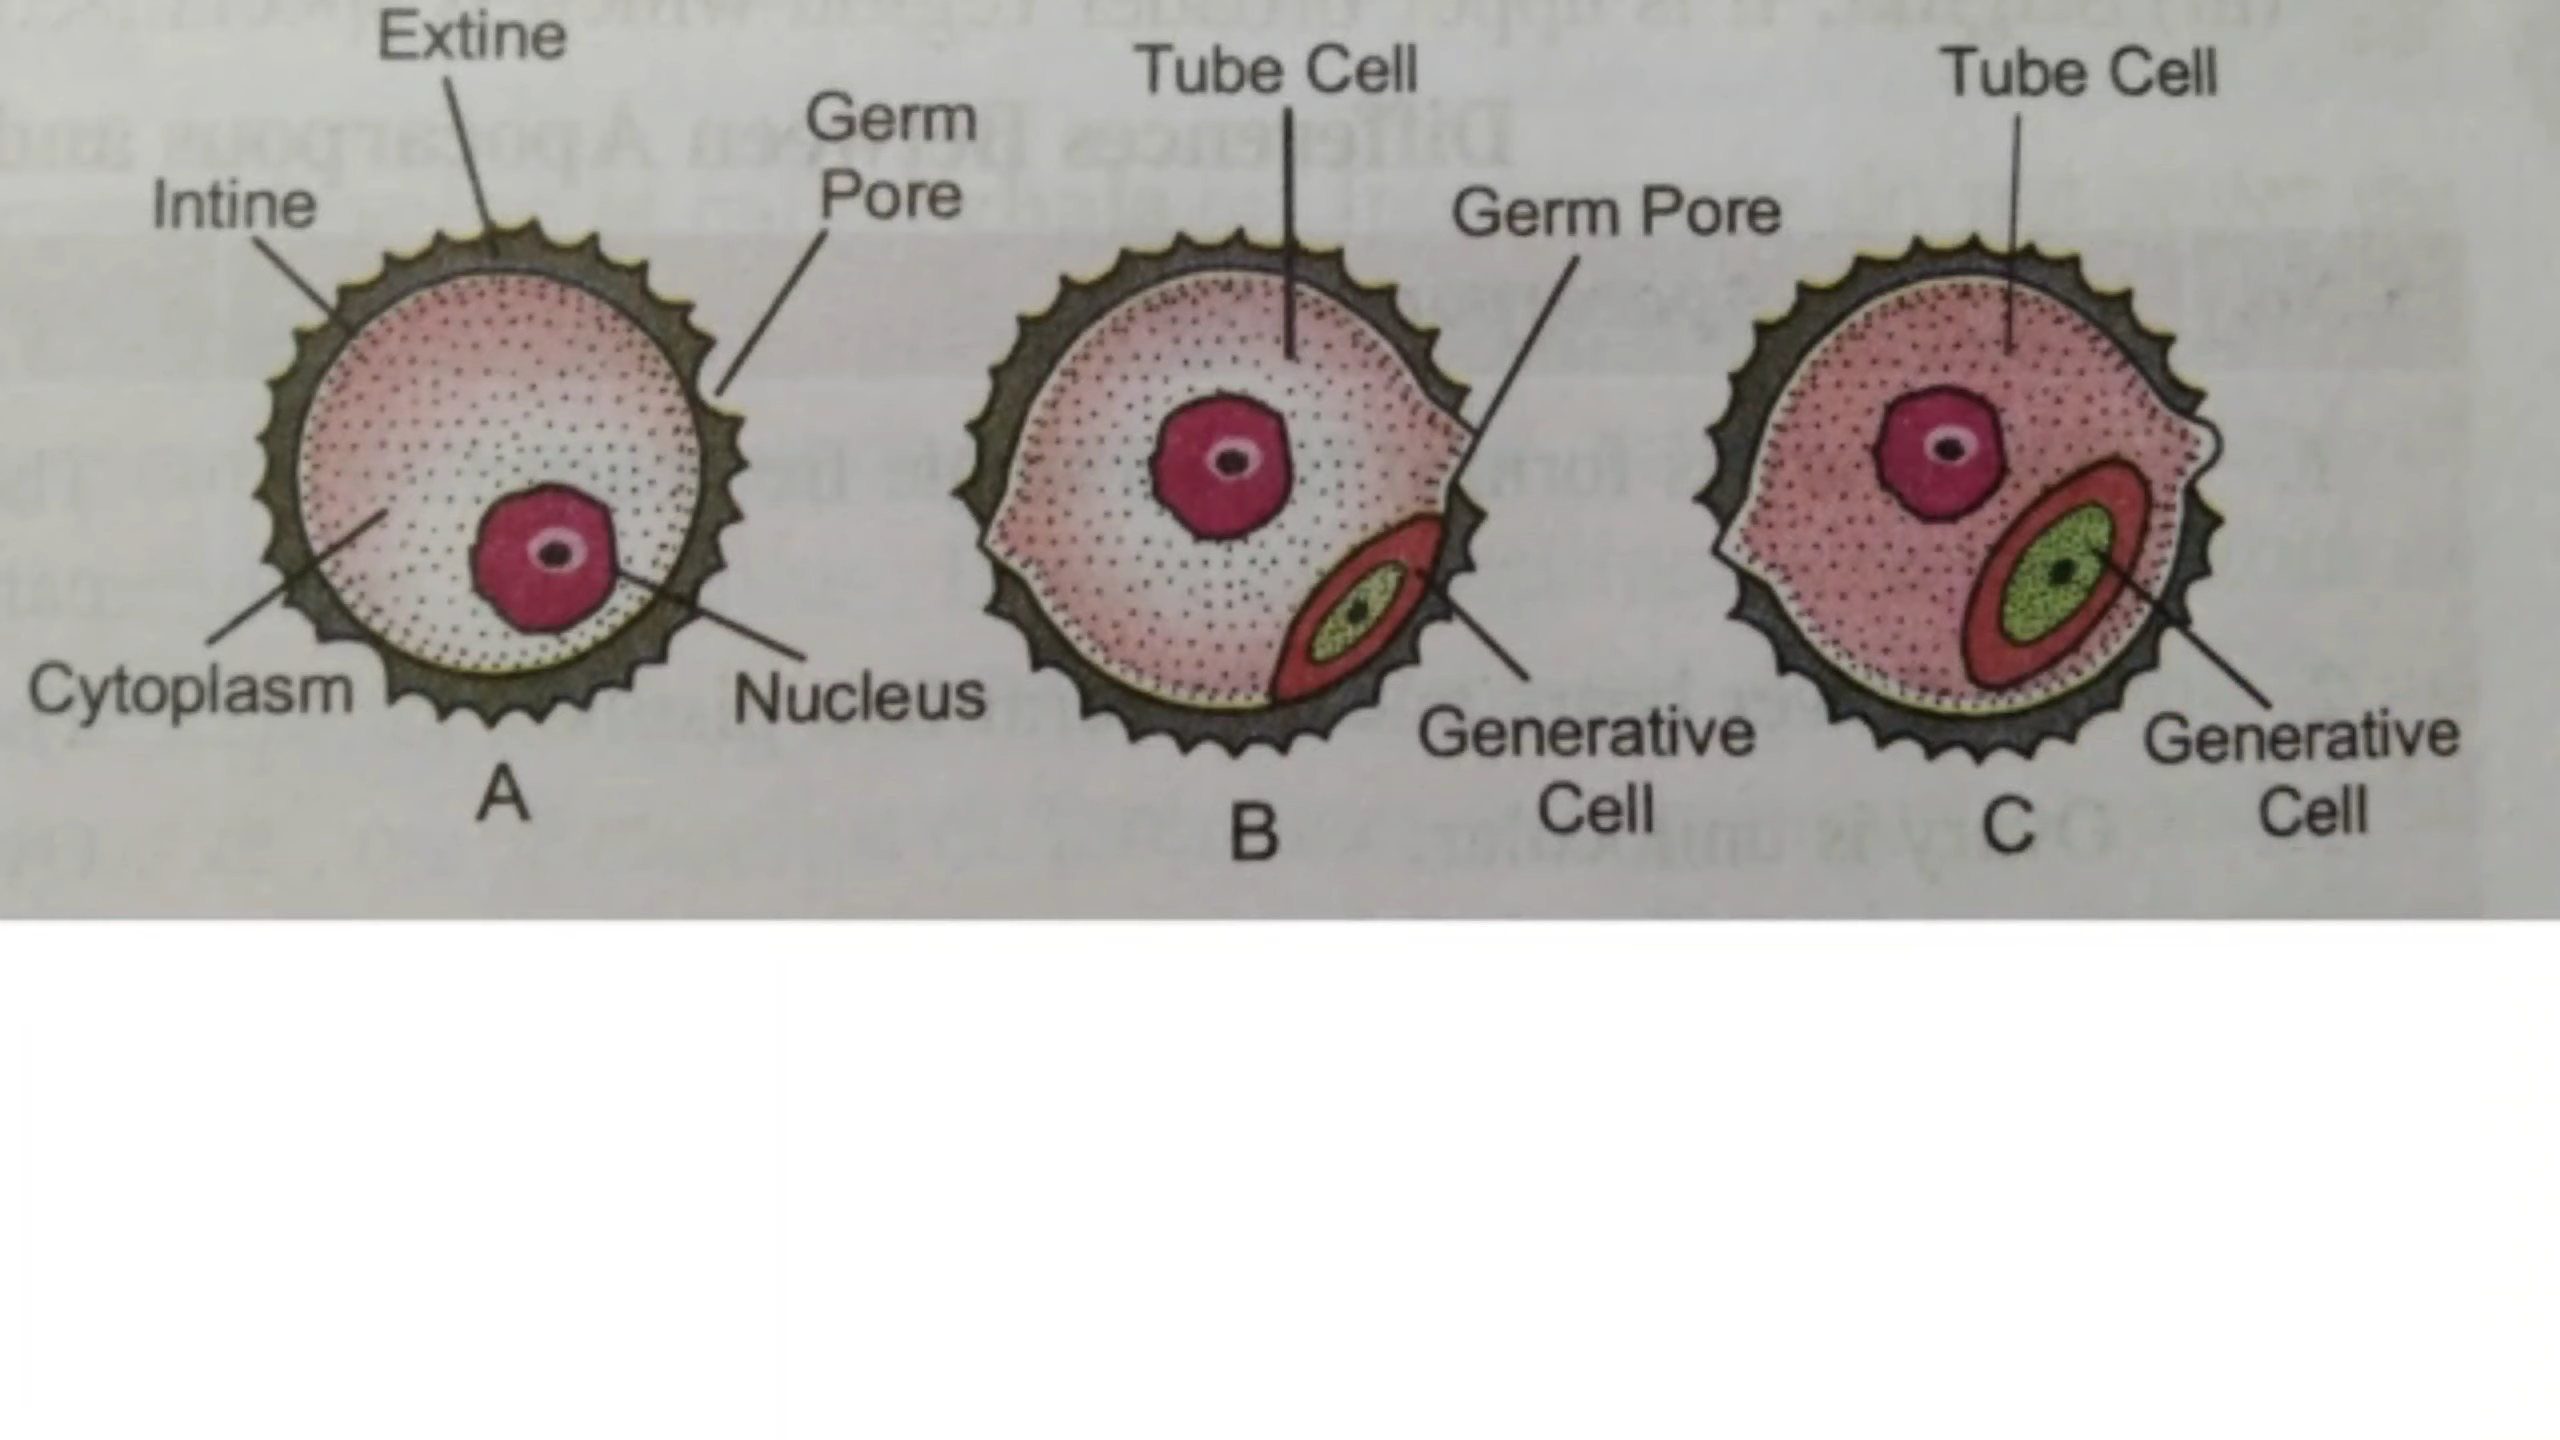 Extine
Intine
Germ
Pore
Cytoplasm
Nucleus
A
Tube Cell
Germ Pore
Generative
Cell
B
Tube Cell
Generative
Cell
C